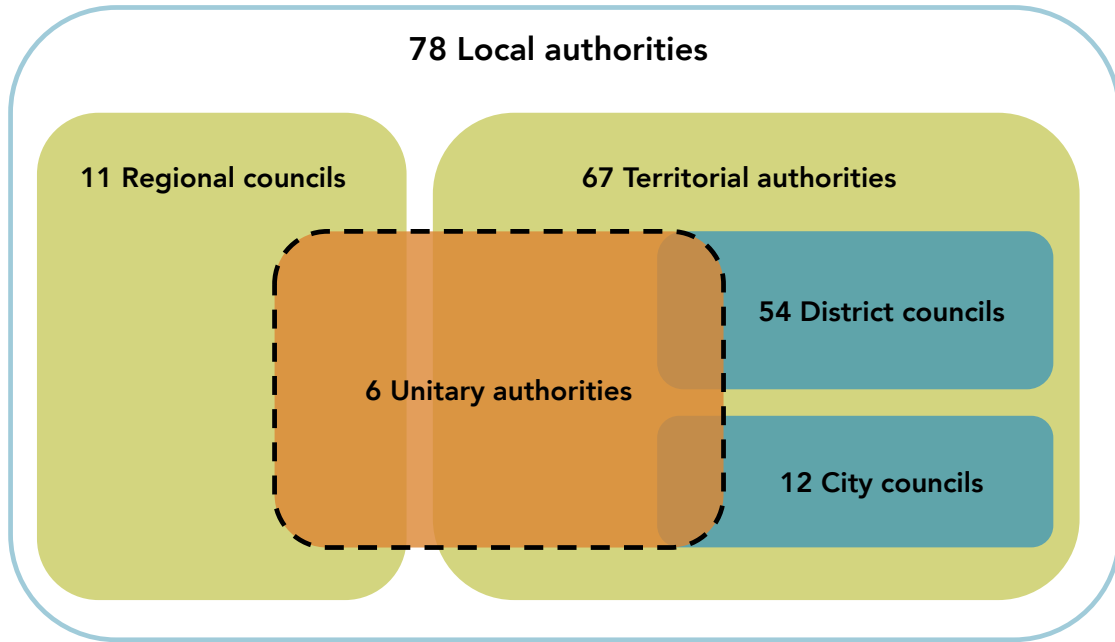 78 Local authorities
11 Regional councils
67 Territorial authorities
54 District councils
6 Unitary authorities
12 City councils